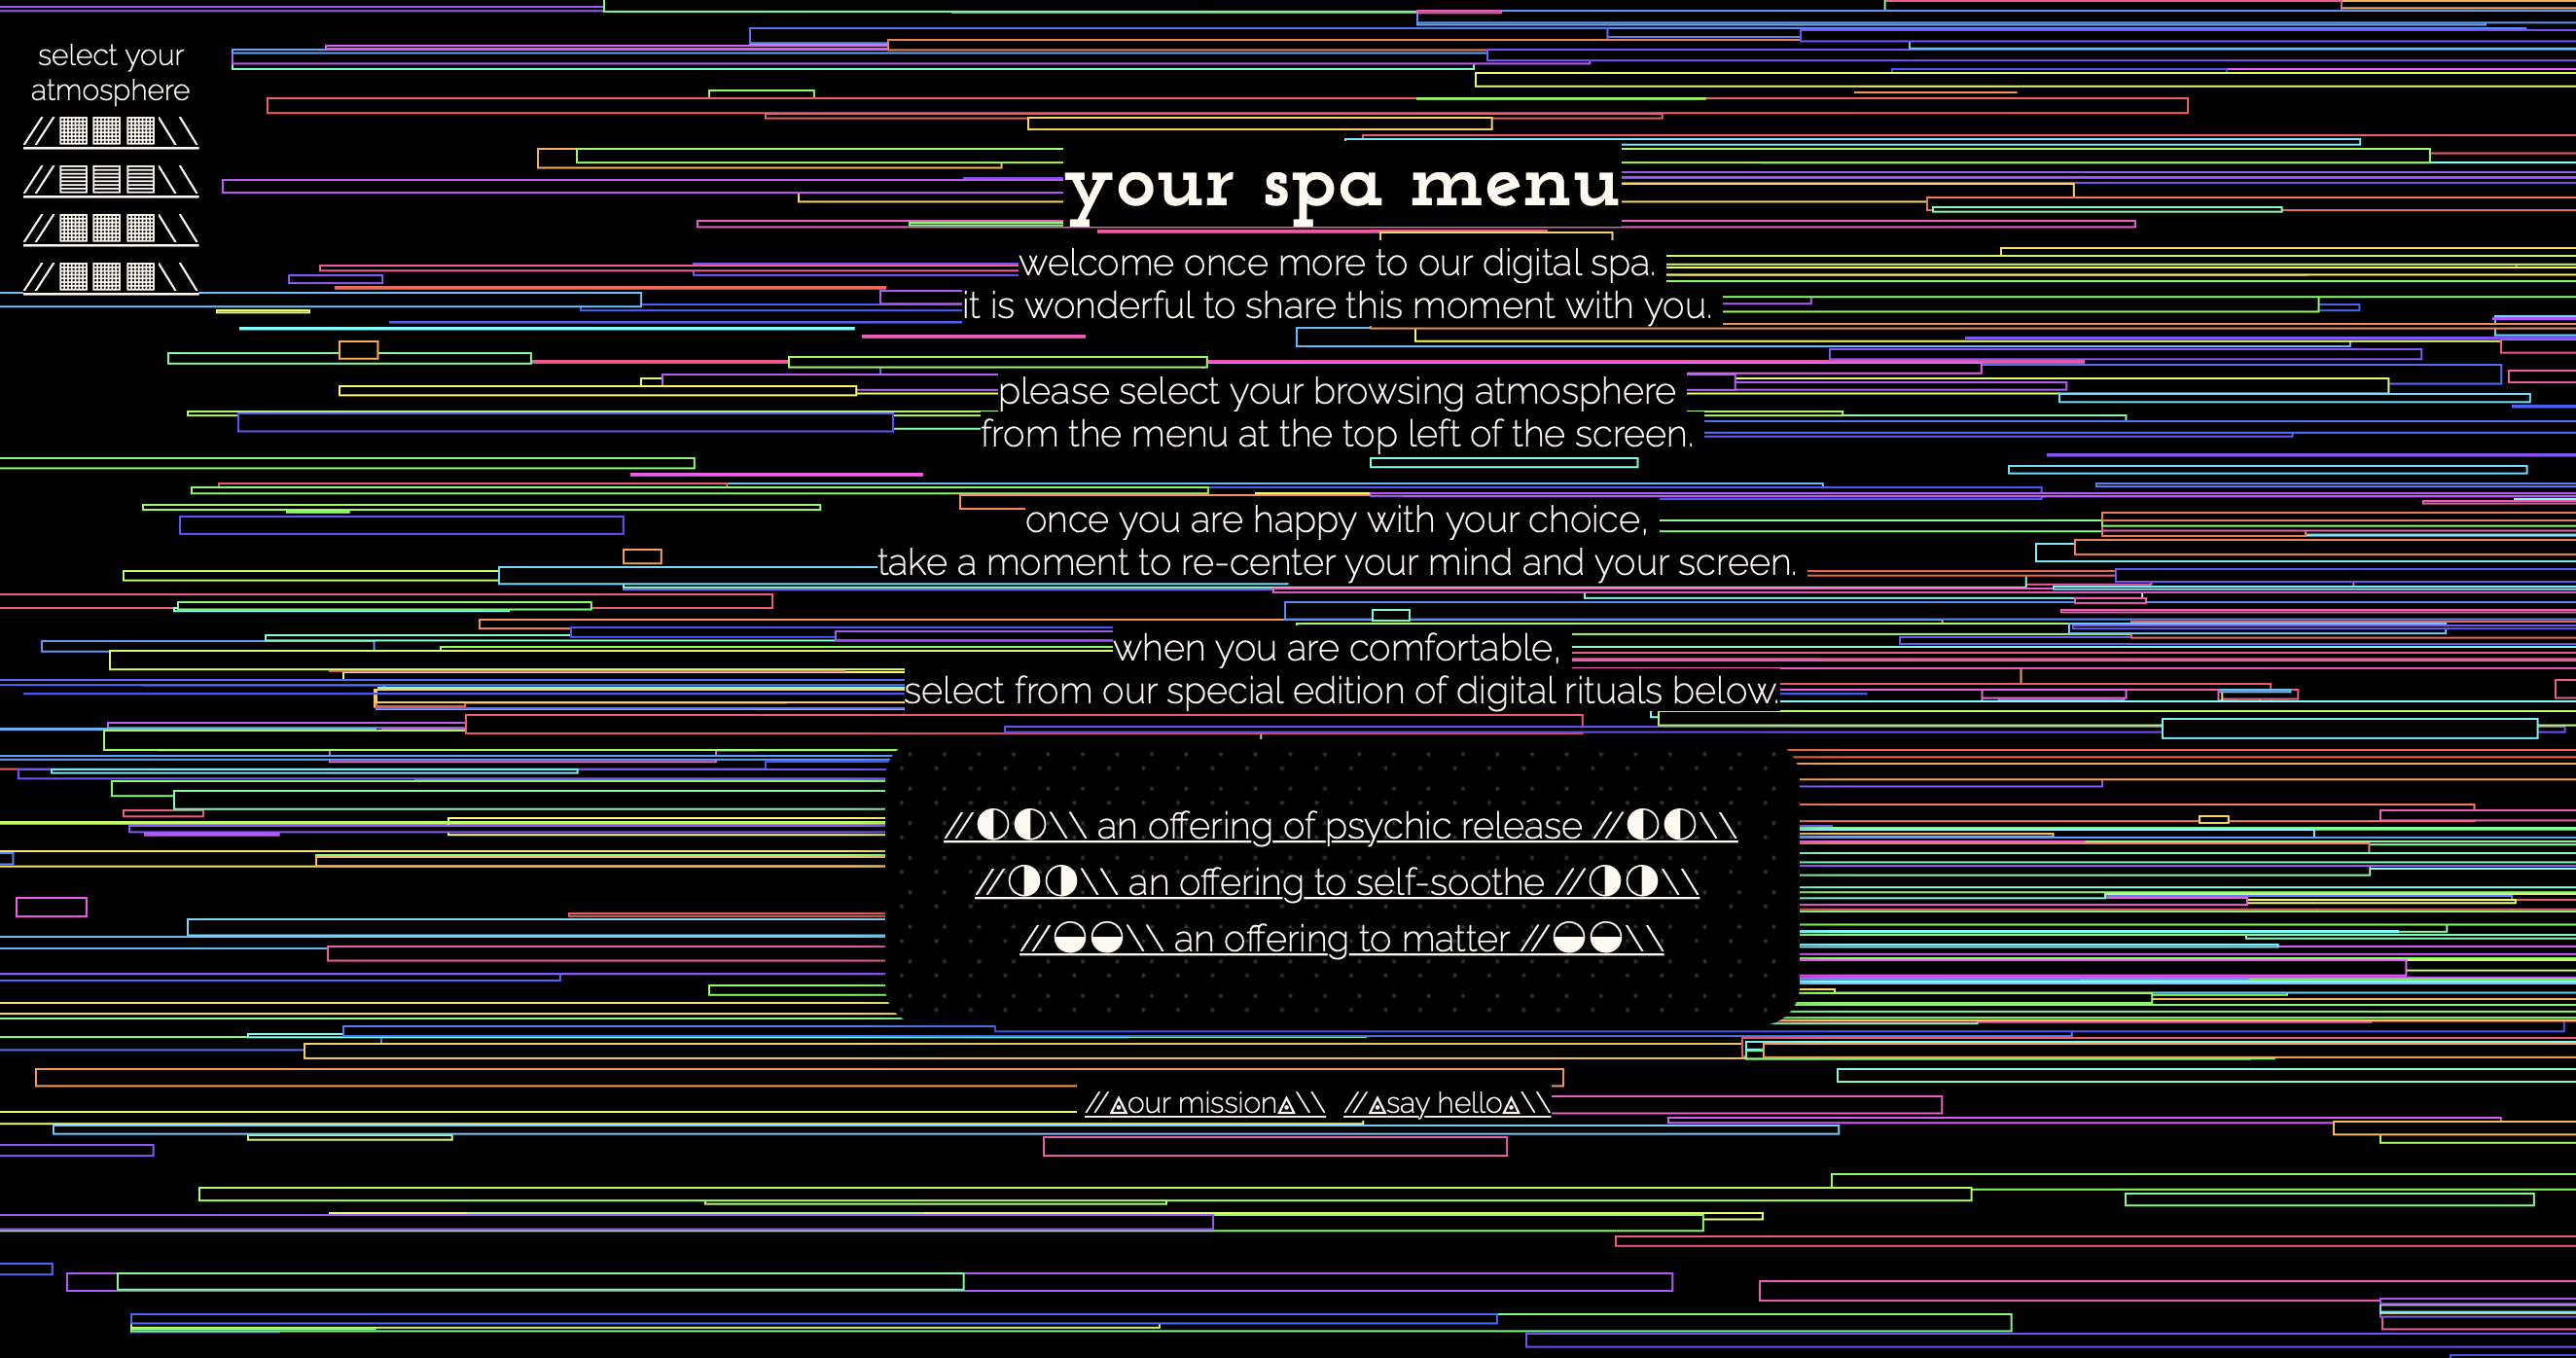 select your
atmosphere
//▦▦▦\\
//▤▤▤\\
//▦▦▦\\
//▦▦▦\\
your spa menu
welcome once more to our digital spa.
it is wonderful to share this moment with you.
please select your browsing atmosphere
from the menu at the top left of the screen.
once you are happy with your choice,
take a moment to re-center your mind and your screen.
when you are comfortable,
select from our special edition of digital rituals below.
//◐◐\\ an offering of psychic release //◐◐\\
//◑◑\\ an offering to self-soothe //◑◑\\
//◒◒\\ an offering to matter //◒◒\\
//◬our mission◬\\ //◬say hello◬\\